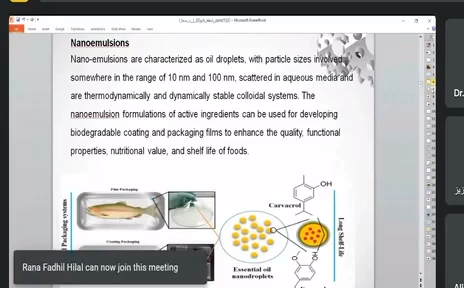 Microsoft PowerPoint
Nanoemulsions
Nano-emulsions are characterized as oil droplets, with particle sizes involved,
somewhere in the range of 10 nm and 100 nm, scattered in aqueous media and
are thermodynamically and dynamically stable colloidal systems. The
nanoemulsion formulations of active ingredients can be used for developing
biodegradable coating and packaging films to enhance the quality, functional
properties, nutritional value, and shelf life of foods.
Dr.
Film Packaging
Carvacrol
OH
Packaging systems
Long Shelf-Life
Coating Packaging
Essential oil
nanodroplets
Rana Fadhil Hilal can now join this meeting